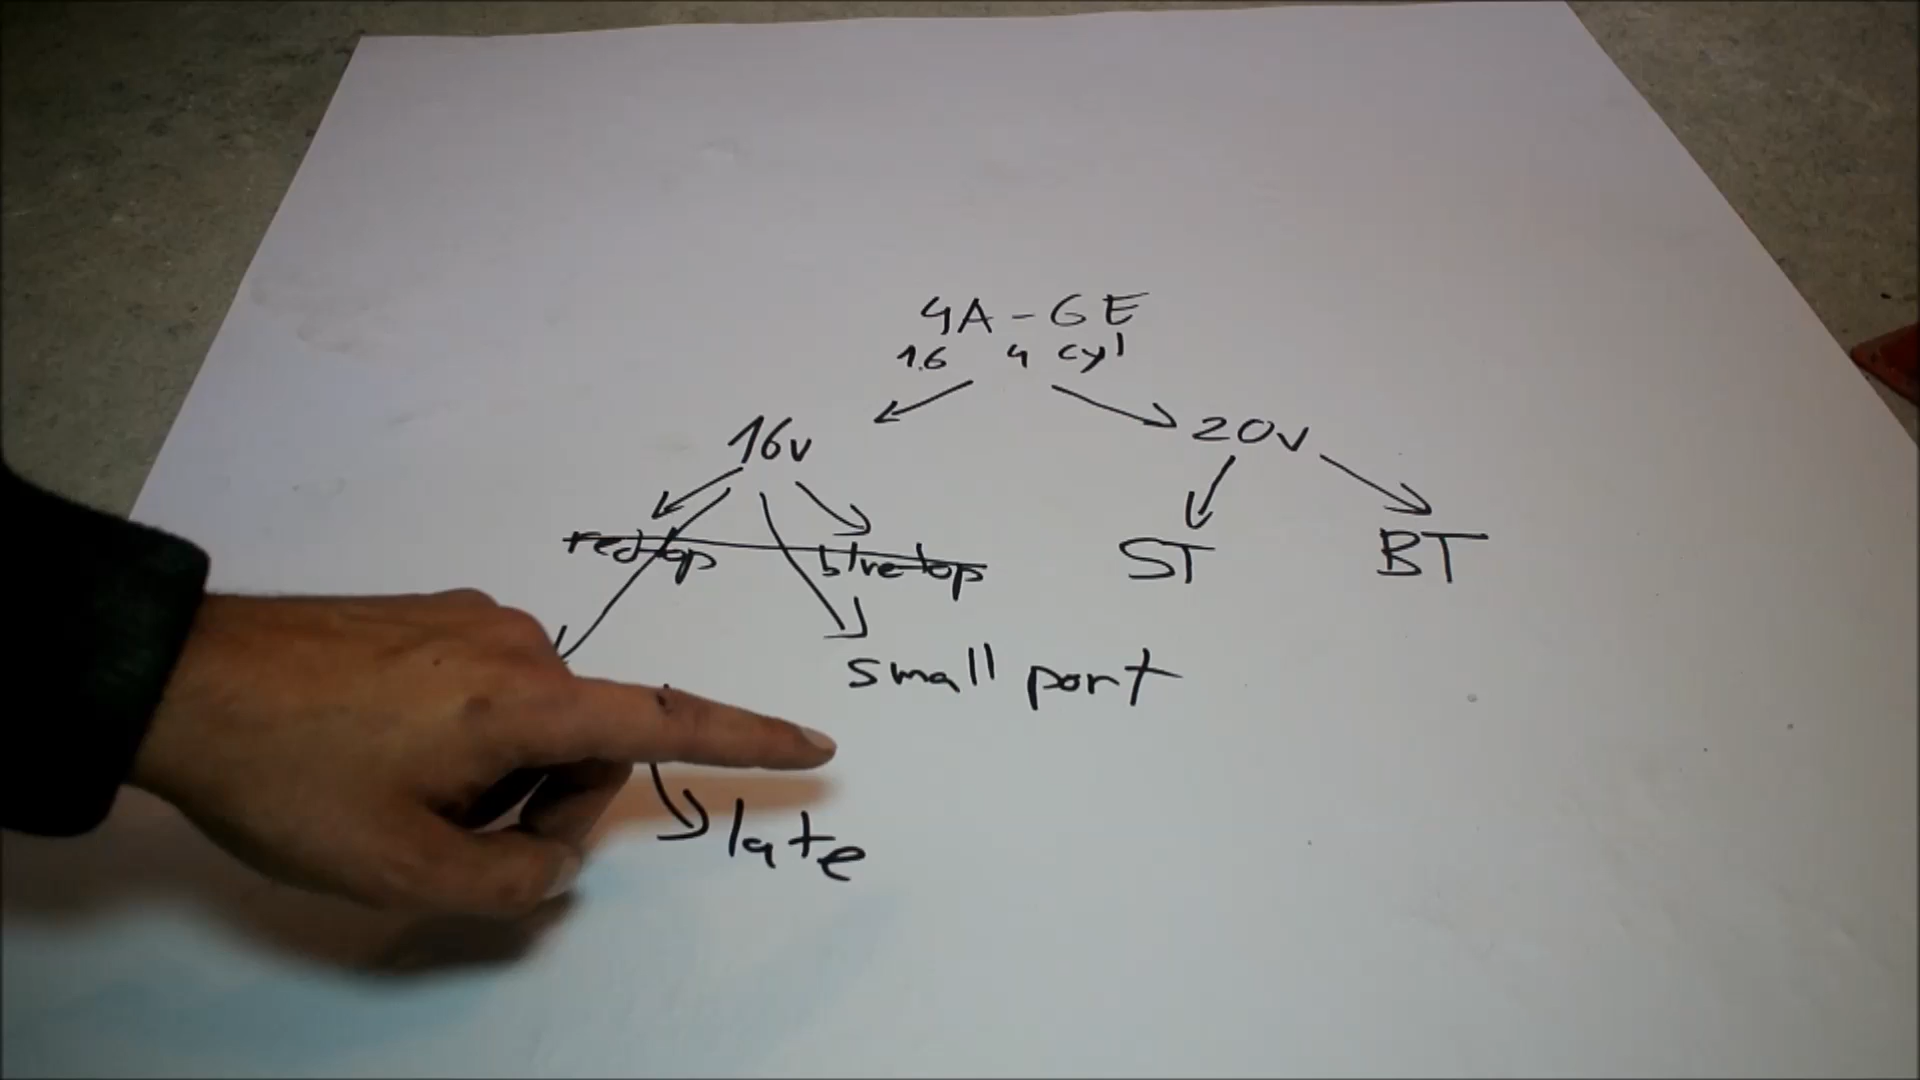 4A-GE
1.6 4 cyl
16v 20v
redtop bluetop ST BT
small port
late